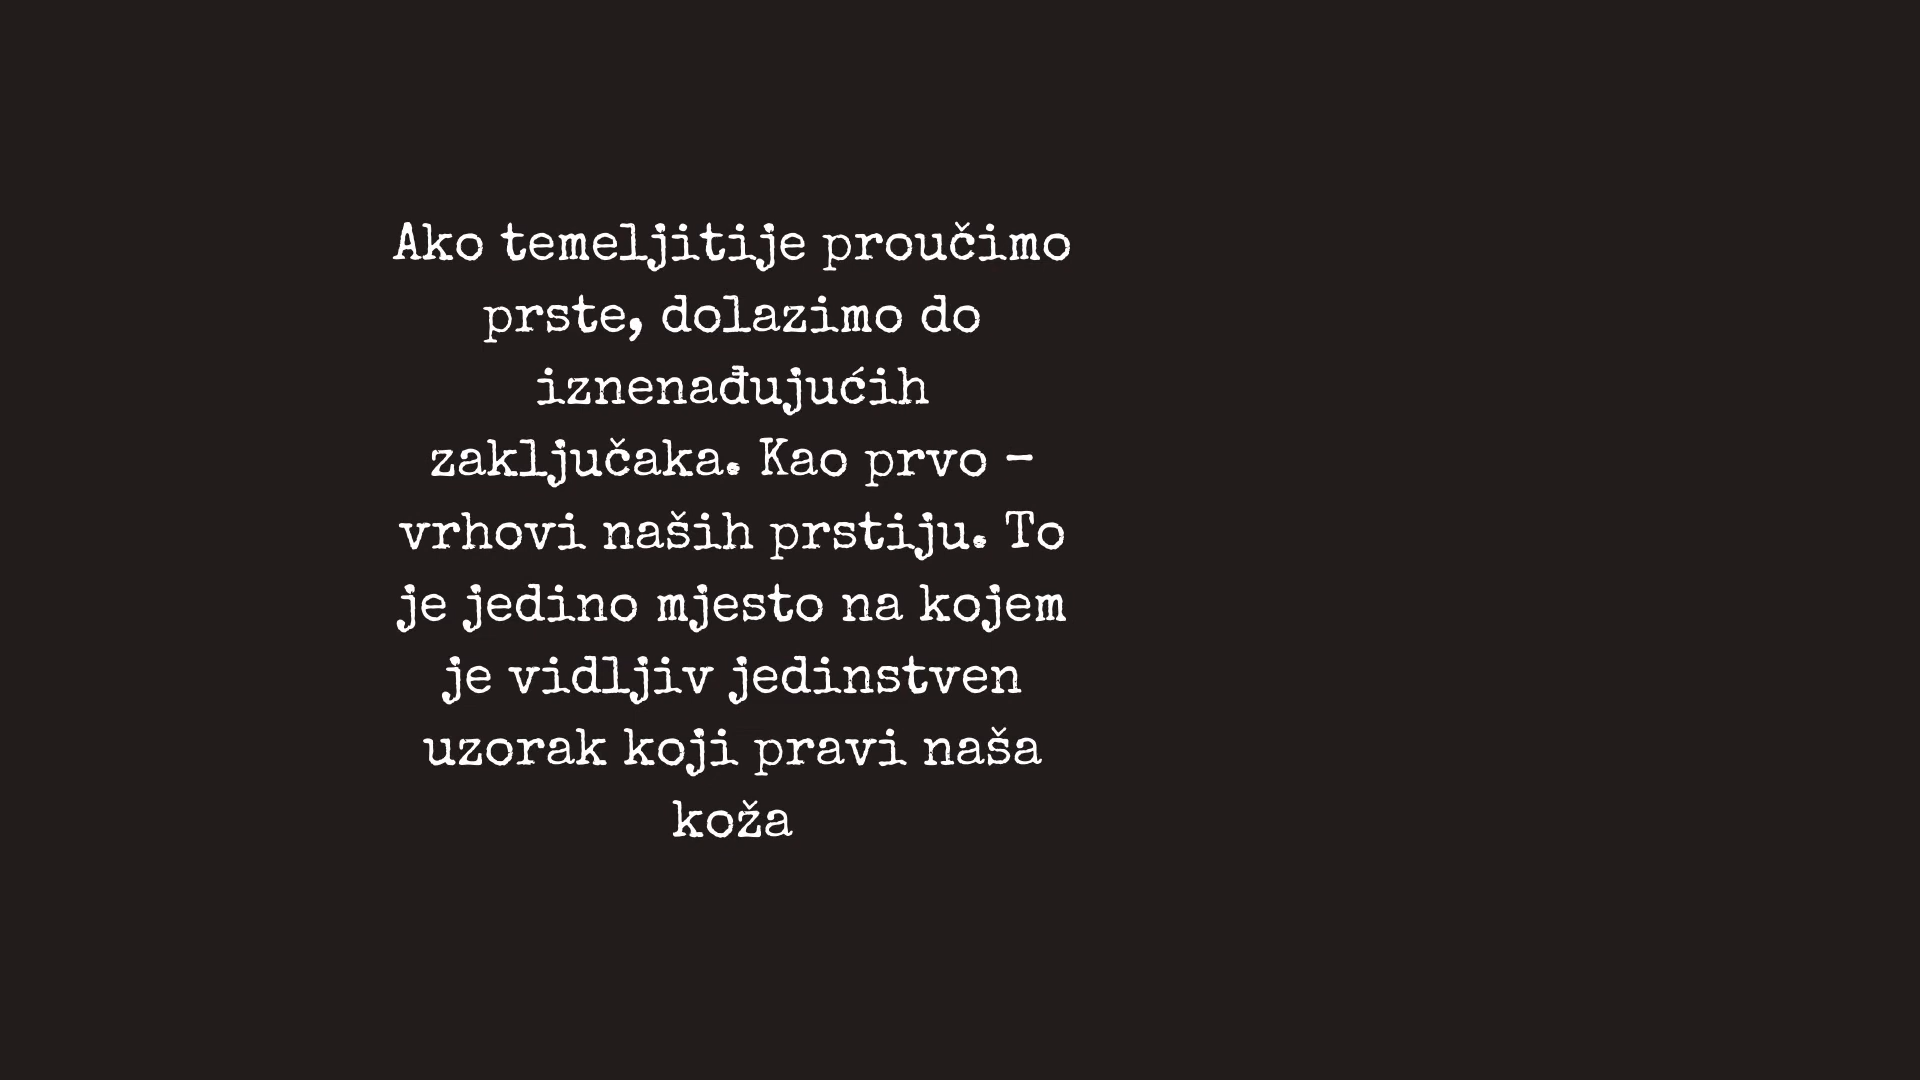 Ako temeljitije proučimo
prste, dolazimo do
iznenađujućih
zaključaka. Kao prvo -
vrhovi naših prstiju. To
je jedino mjesto na kojem
je vidljiv jedinstven
uzorak koji pravi naša
koža